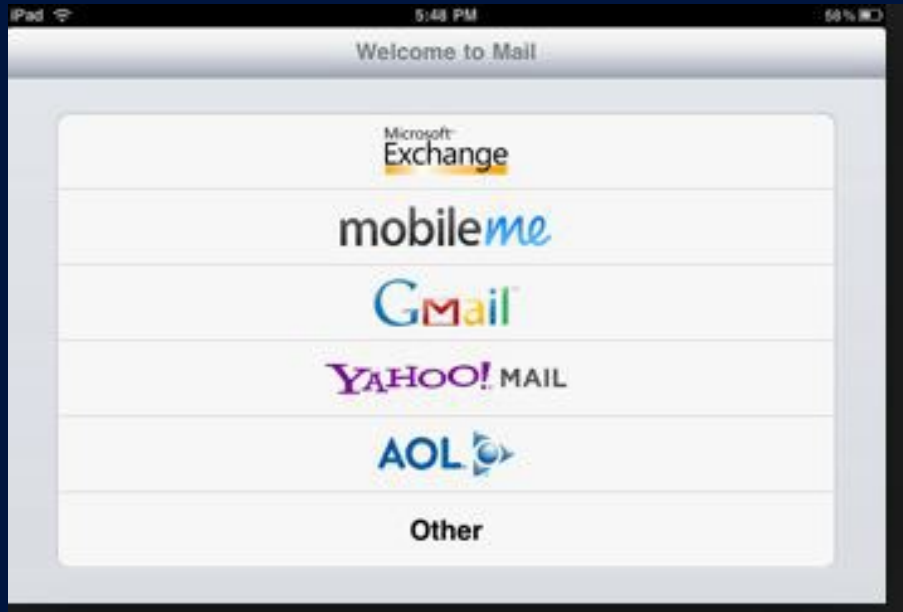 iPad 5:48 PM 58%
Welcome to Mail
Microsoft
Exchange
mobileme
Gmail
YAHOO! MAIL
AOL
Other